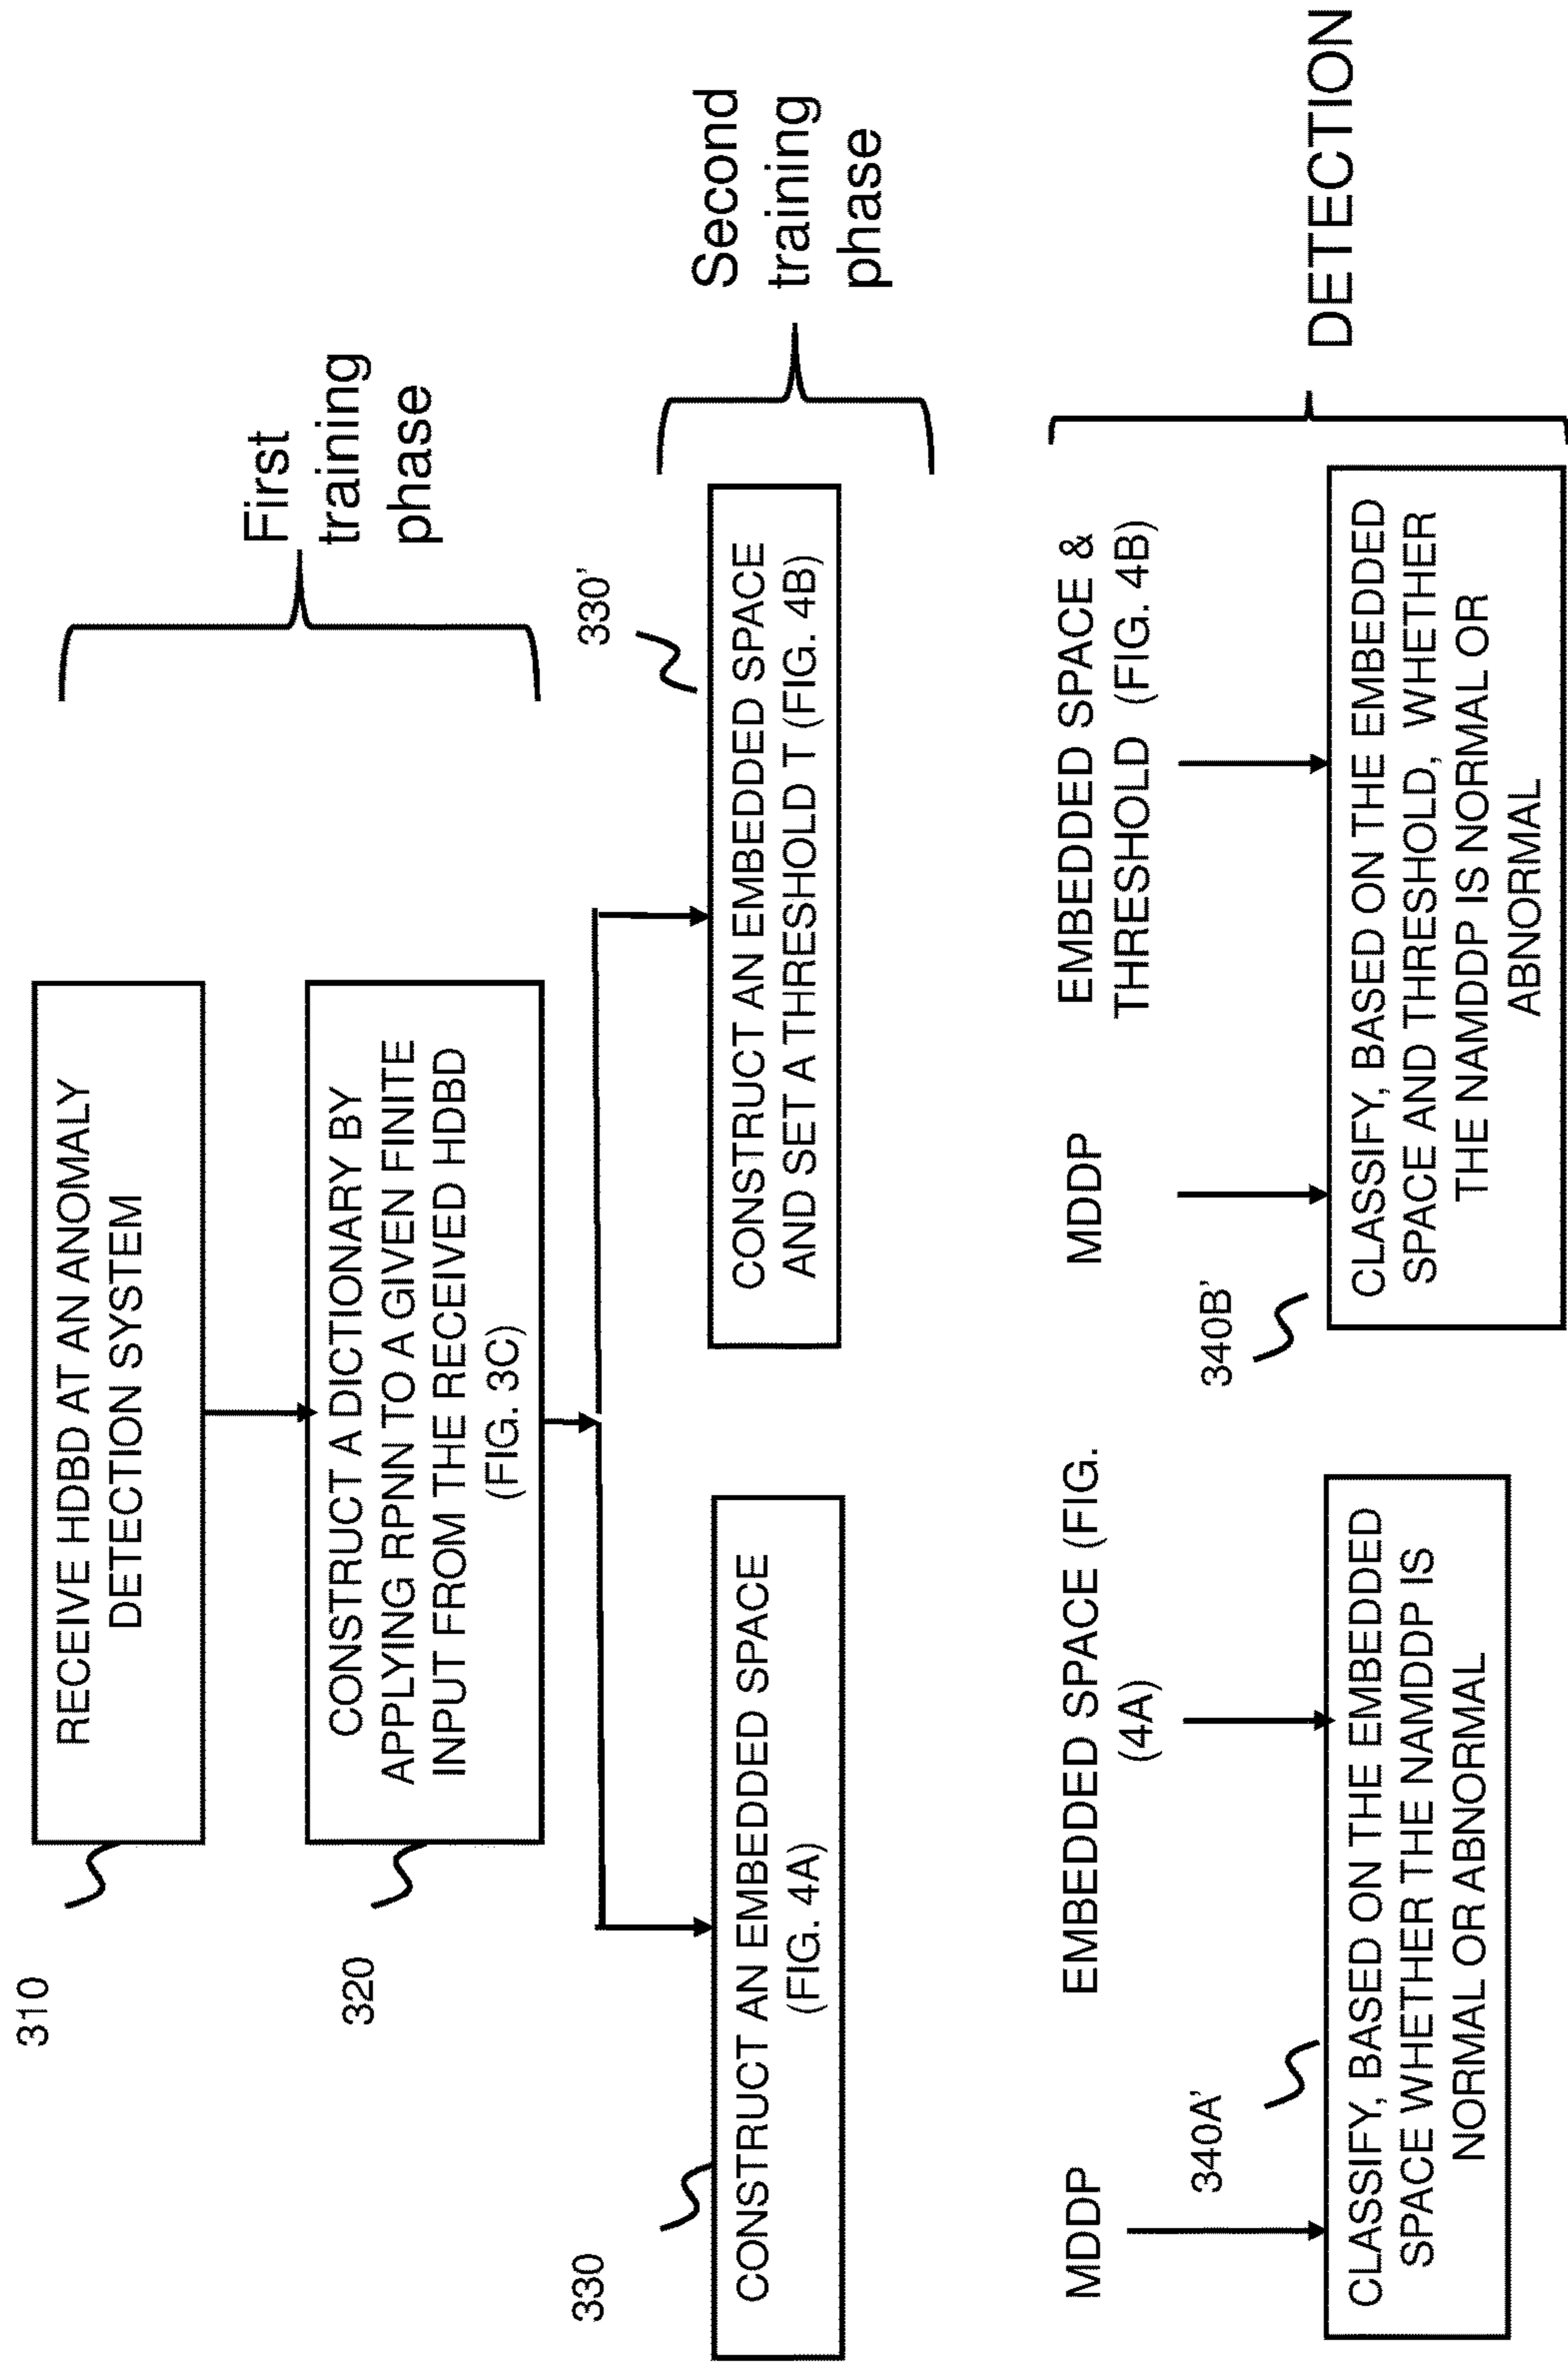 310
RECEIVE HDBD AT AN ANOMALY
DETECTION SYSTEM
First
training
phase
320
CONSTRUCT A DICTIONARY BY
APPLYING RPNN TO A GIVEN FINITE
INPUT FROM THE RECEIVED HDBD
(FIG. 3C)
330
CONSTRUCT AN EMBEDDED SPACE
(FIG. 4A)
330'
CONSTRUCT AN EMBEDDED SPACE
AND SET A THRESHOLD T (FIG. 4B)
Second
training
phase
MDDP
EMBEDDED SPACE (FIG.
(4A)
340A'
CLASSIFY, BASED ON THE EMBEDDED
SPACE WHETHER THE NAMDDP IS
NORMAL OR ABNORMAL
MDDP
EMBEDDED SPACE &
THRESHOLD (FIG. 4B)
340B'
CLASSIFY, BASED ON THE EMBEDDED
SPACE AND THRESHOLD, WHETHER
THE NAMDDP IS NORMAL OR
ABNORMAL
DETECTION